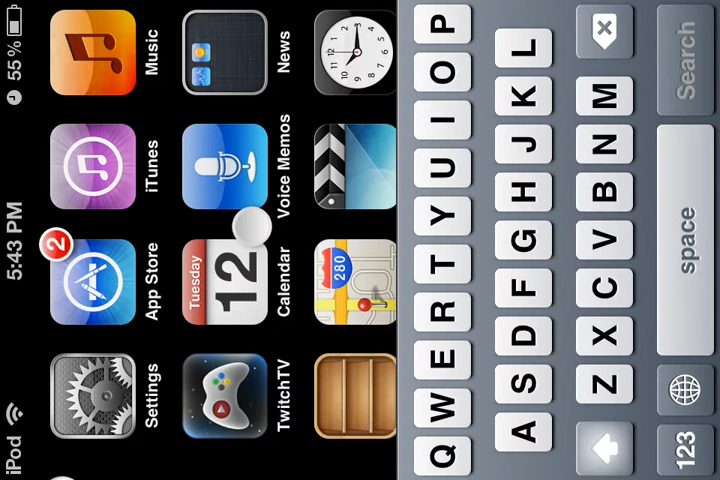 iPod 5:43 PM 55%
2
Settings App Store iTunes Music
Tuesday
12
TwitchTV Calendar Voice Memos News
280
Q W E R T Y U I O P
A S D F G H J K L
Z X C V B N M
123 space Search